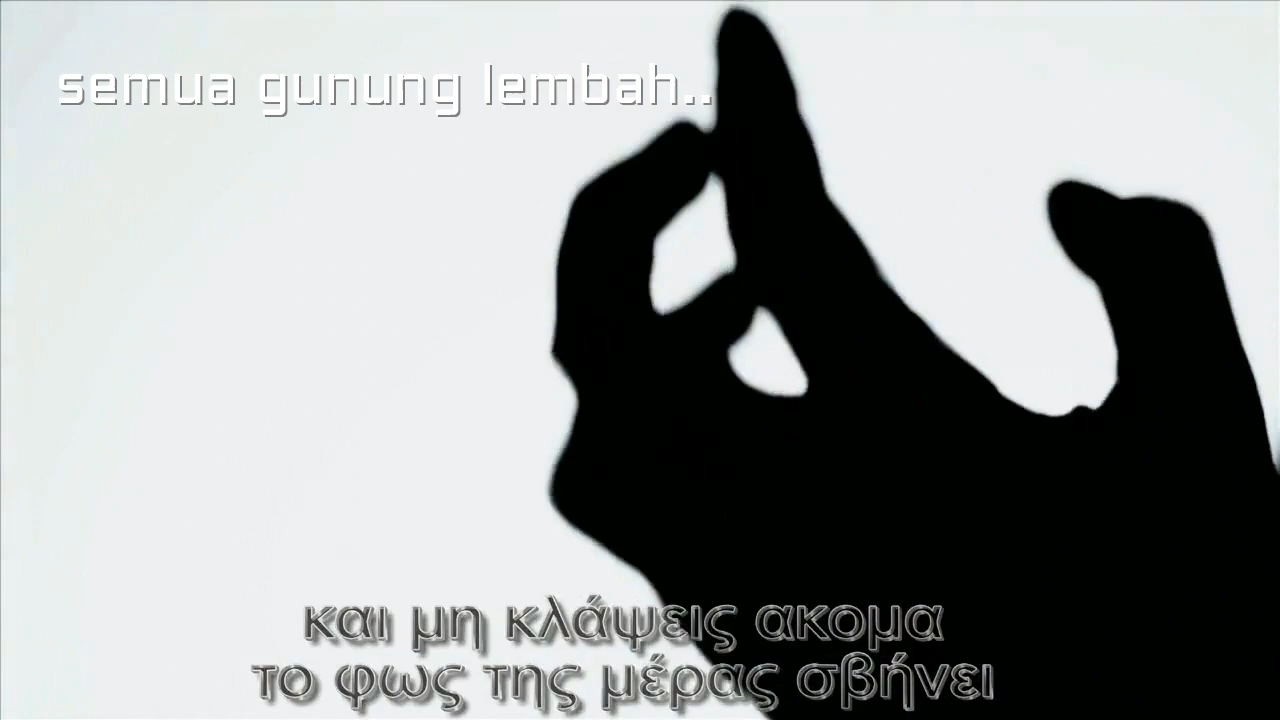 semua gunung lembah..
και μη κλάψεις ακομα
το φως της μέρας σβήνει